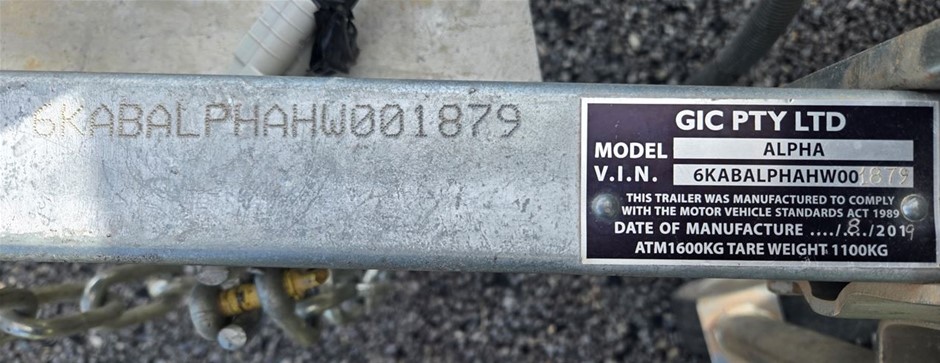 6KABALPHAHW001879
GIC PTY LTD
MODEL ALPHA
V.I.N. 6KABALPHAHW001879
THIS TRAILER WAS MANUFACTURED TO COMPLY
WITH THE MOTOR VEHICLE STANDARDS ACT 1989
DATE OF MANUFACTURE ..../.8../2019
ATM1600KG TARE WEIGHT 1100KG